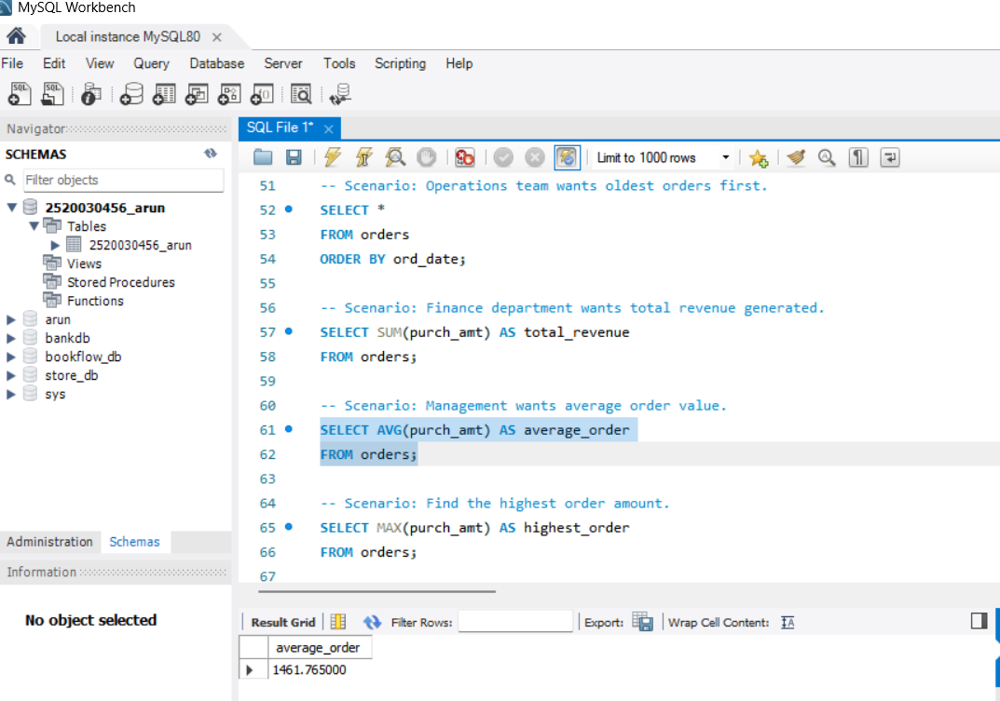 MySQL Workbench
Local instance MySQL80
File Edit View Query Database Server Tools Scripting Help
Navigator
SCHEMAS
Filter objects
2520030456_arun
Tables
2520030456_arun
Views
Stored Procedures
Functions
arun
bankdb
bookflow_db
store_db
sys
Administration Schemas
Information
No object selected
SQL File 1*
Limit to 1000 rows
51 -- Scenario: Operations team wants oldest orders first.
52 SELECT *
53 FROM orders
54 ORDER BY ord_date;
55
56 -- Scenario: Finance department wants total revenue generated.
57 SELECT SUM(purch_amt) AS total_revenue
58 FROM orders;
59
60 -- Scenario: Management wants average order value.
61 SELECT AVG(purch_amt) AS average_order
62 FROM orders;
63
64 -- Scenario: Find the highest order amount.
65 SELECT MAX(purch_amt) AS highest_order
66 FROM orders;
67
Result Grid Filter Rows: Export: Wrap Cell Content:
average_order
1461.765000